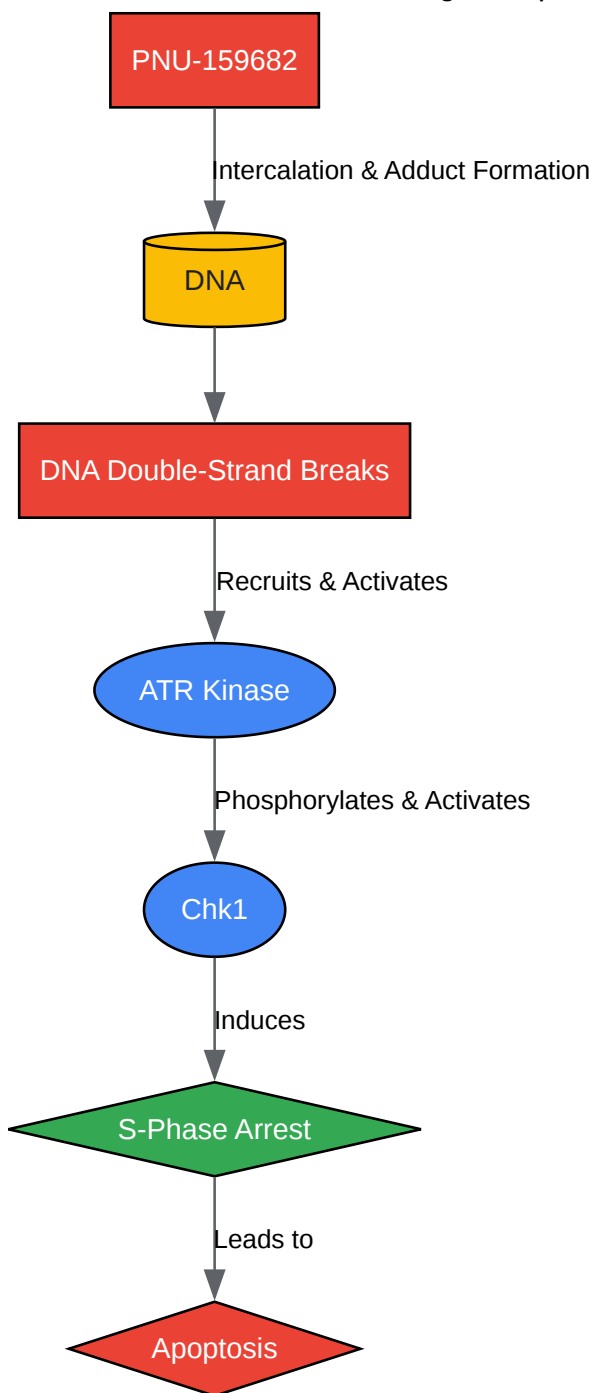 PNU-159682
Intercalation & Adduct Formation
DNA
DNA Double-Strand Breaks
Recruits & Activates
ATR Kinase
Phosphorylates & Activates
Chk1
Induces
S-Phase Arrest
Leads to
Apoptosis